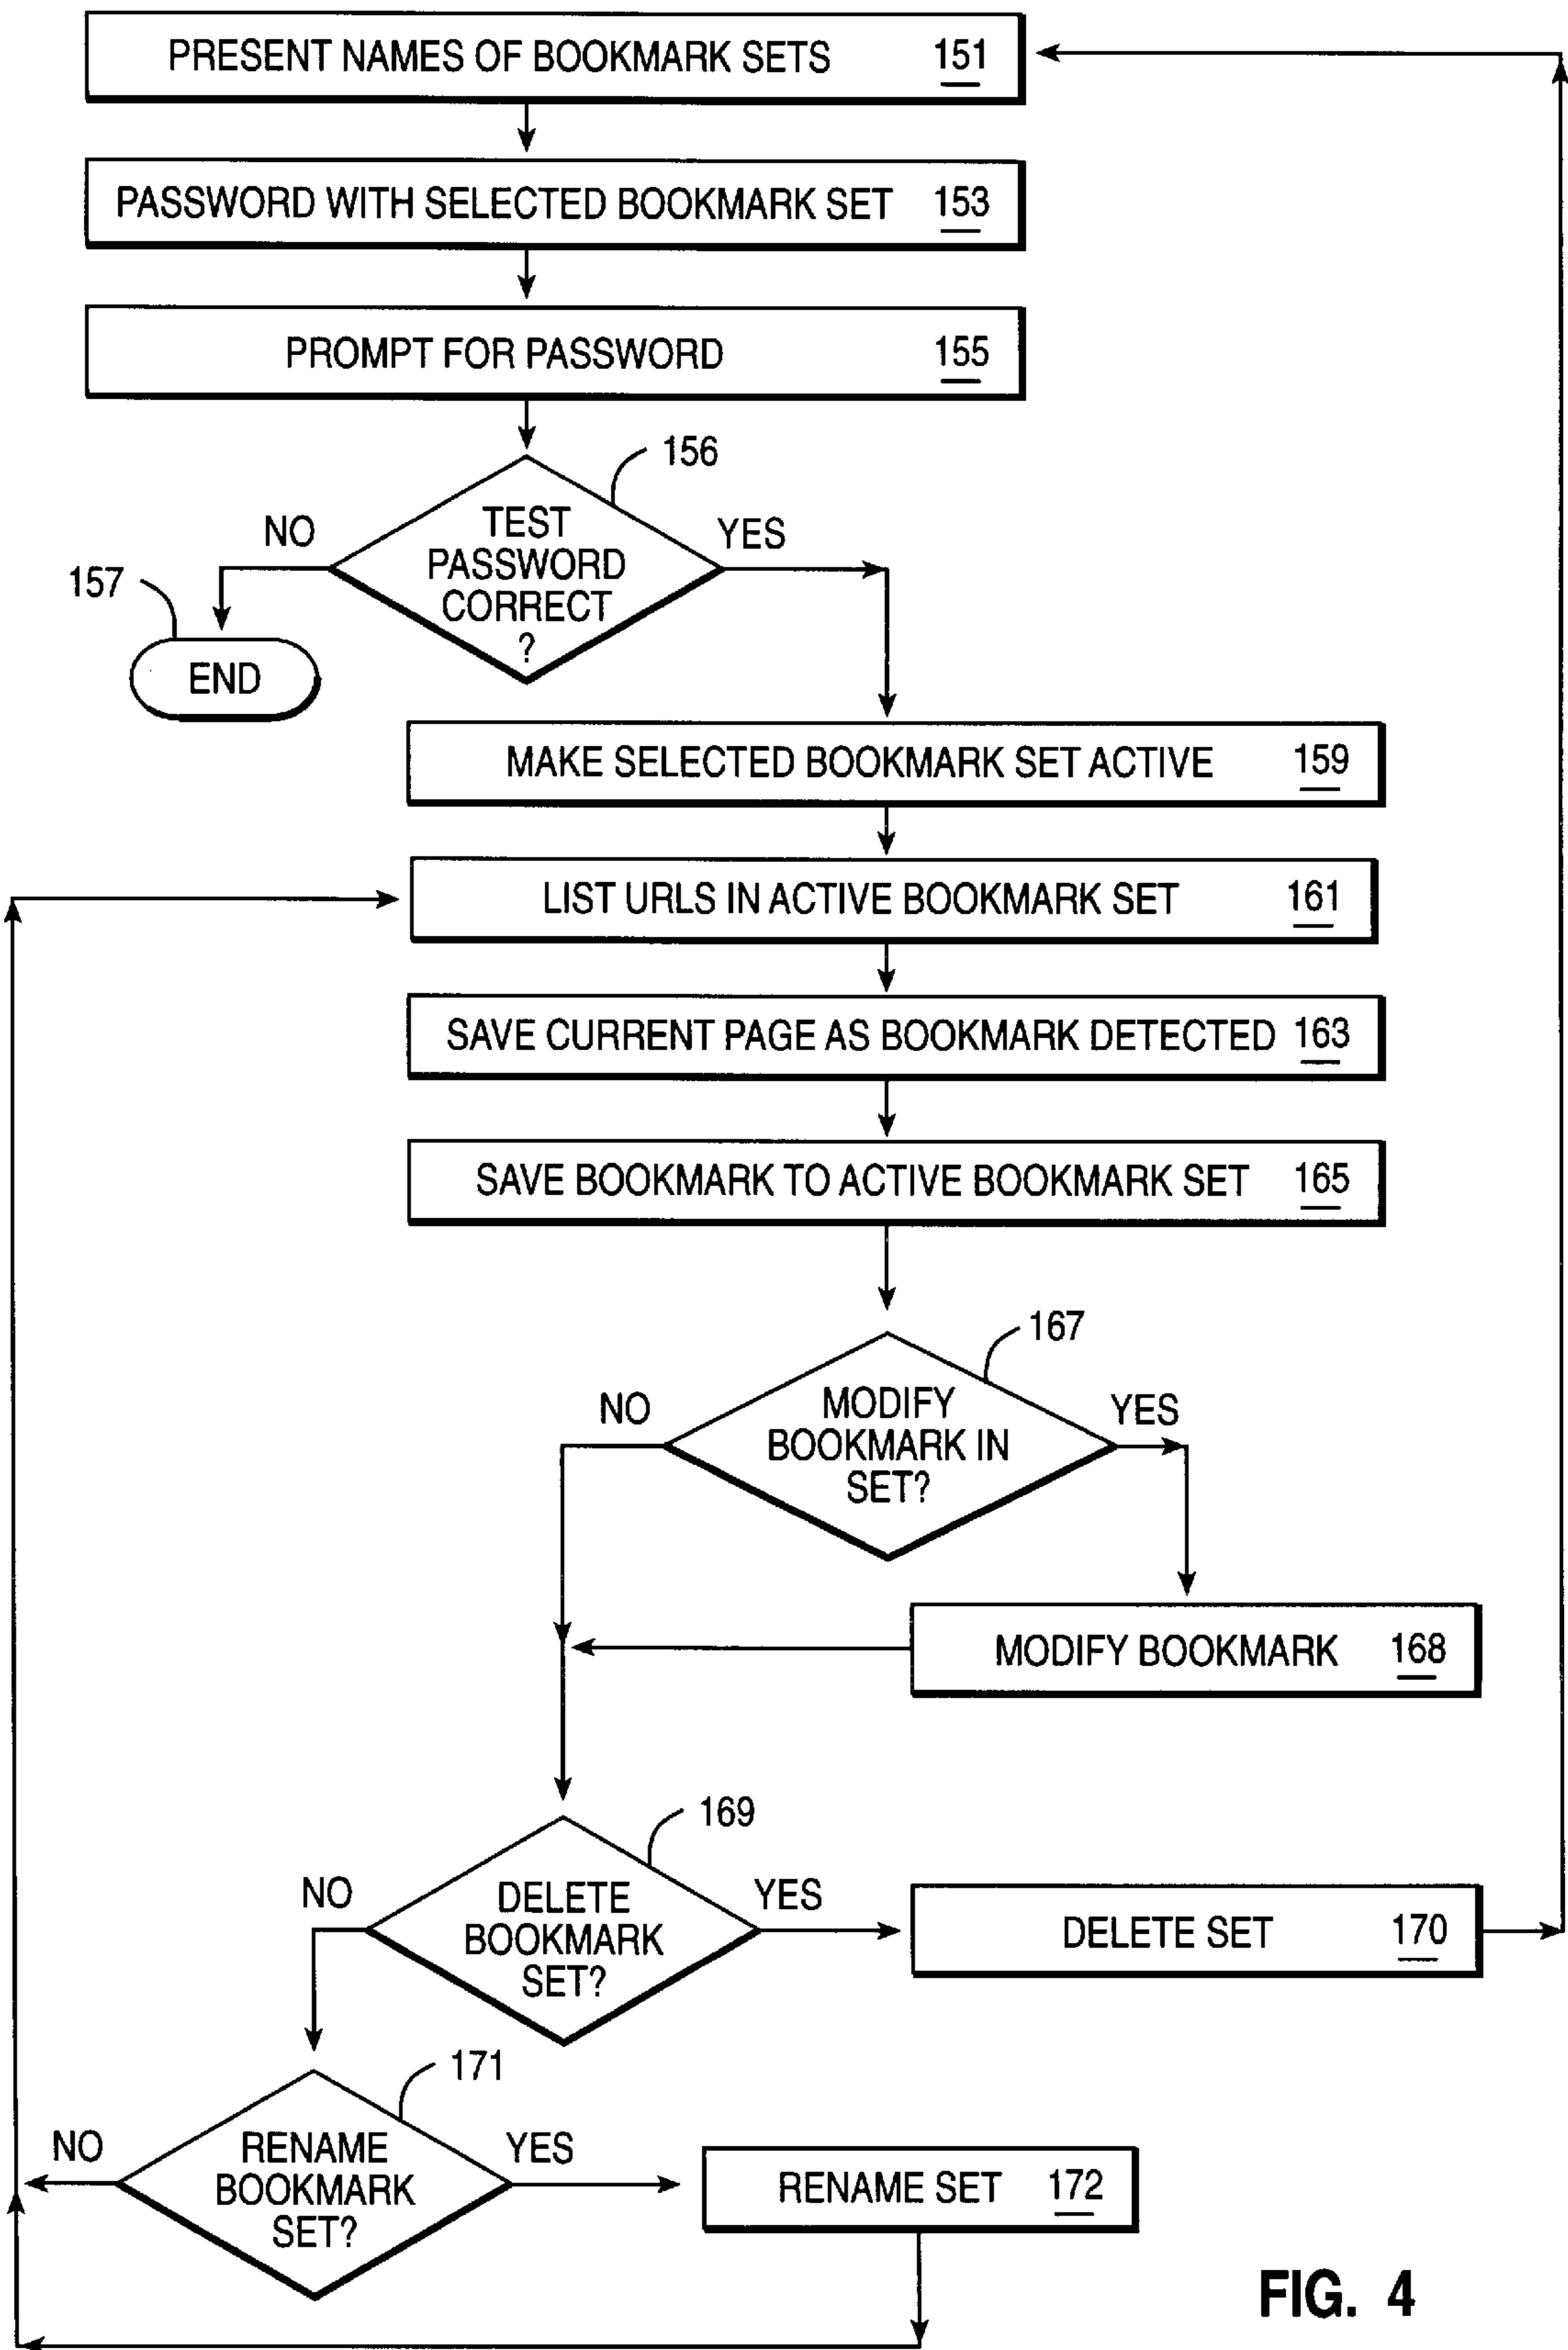 PRESENT NAMES OF BOOKMARK SETS 151
PASSWORD WITH SELECTED BOOKMARK SET 153
PROMPT FOR PASSWORD 155
156
NO
TEST
PASSWORD
CORRECT
?
YES
157
END
MAKE SELECTED BOOKMARK SET ACTIVE 159
LIST URLS IN ACTIVE BOOKMARK SET 161
SAVE CURRENT PAGE AS BOOKMARK DETECTED 163
SAVE BOOKMARK TO ACTIVE BOOKMARK SET 165
167
NO
MODIFY
BOOKMARK IN
SET?
YES
MODIFY BOOKMARK 168
169
NO
DELETE
BOOKMARK
SET?
YES
DELETE SET 170
171
NO
RENAME
BOOKMARK
SET?
YES
RENAME SET 172
FIG. 4